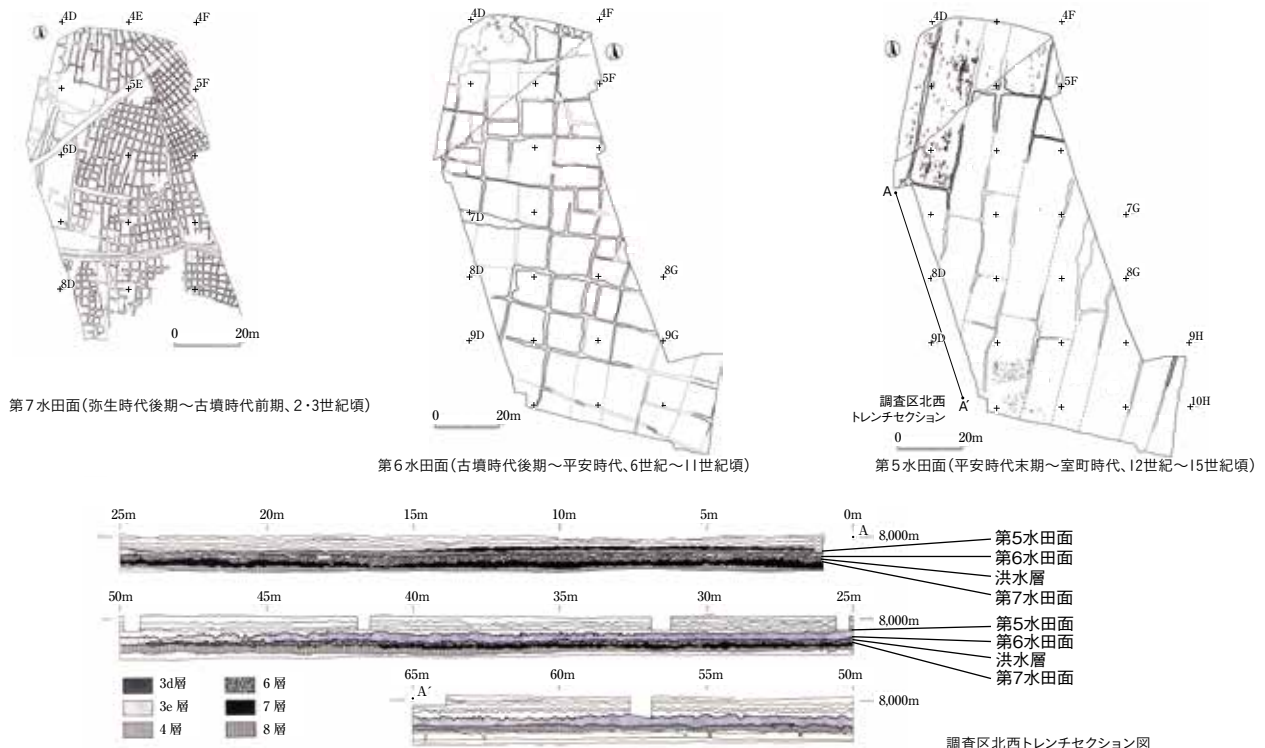 4D 4E 4F
5E 5F
6D
8D
0 20m
第7水田面(弥生時代後期～古墳時代前期、2・3世紀頃)
4D 4F
5F
7D
8D 8G
9D 9G
0 20m
第6水田面(古墳時代後期～平安時代、6世紀～11世紀頃)
4D 4F
5F
A
7G
8D 8G
9D 9H
A′
10H
調査区北西
トレンチセクション
0 20m
第5水田面(平安時代末期～室町時代、12世紀～15世紀頃)
25m 20m 15m 10m 5m 0m
A
8,000m
第5水田面
第6水田面
洪水層
第7水田面
50m 45m 40m 35m 30m 25m
8,000m
第5水田面
第6水田面
洪水層
第7水田面
65m 60m 55m 50m
A′
8,000m
3d層 6層
3e層 7層
4層 8層
調査区北西トレンチセクション図